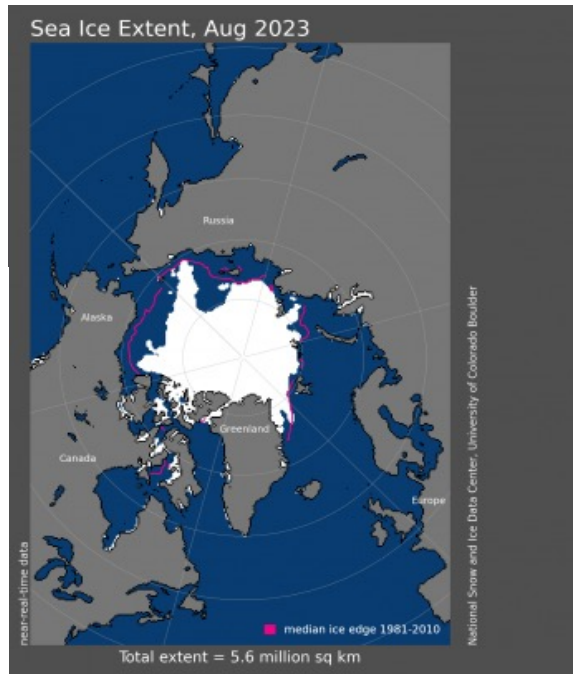 Sea Ice Extent, Aug 2023
Russia
Alaska
Greenland
Canada
Europe
near-real-time data
National Snow and Ice Data Center, University of Colorado Boulder
median ice edge 1981-2010
Total extent = 5.6 million sq km